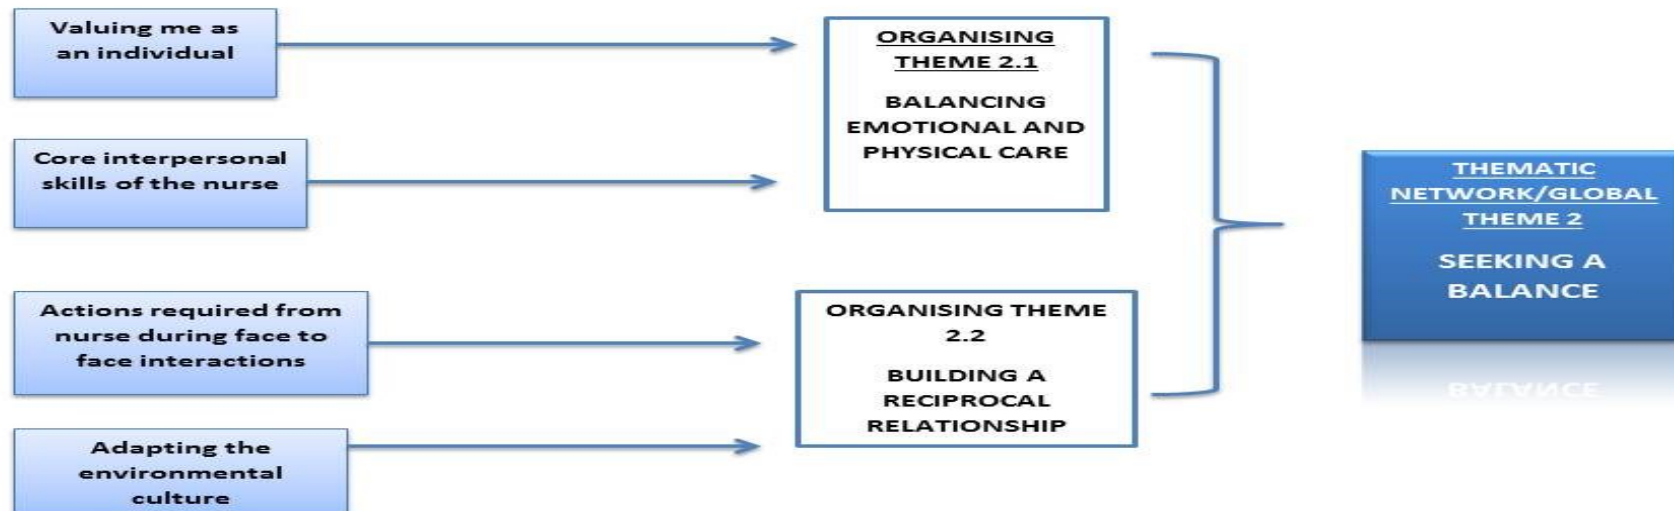 Valuing me as
an individual
Core interpersonal
skills of the nurse
Actions required from
nurse during face to
face interactions
Adapting the
environmental
culture
ORGANISING
THEME 2.1
BALANCING
EMOTIONAL AND
PHYSICAL CARE
ORGANISING THEME
2.2
BUILDING A
RECIPROCAL
RELATIONSHIP
THEMATIC
NETWORK/GLOBAL
THEME 2
SEEKING A
BALANCE